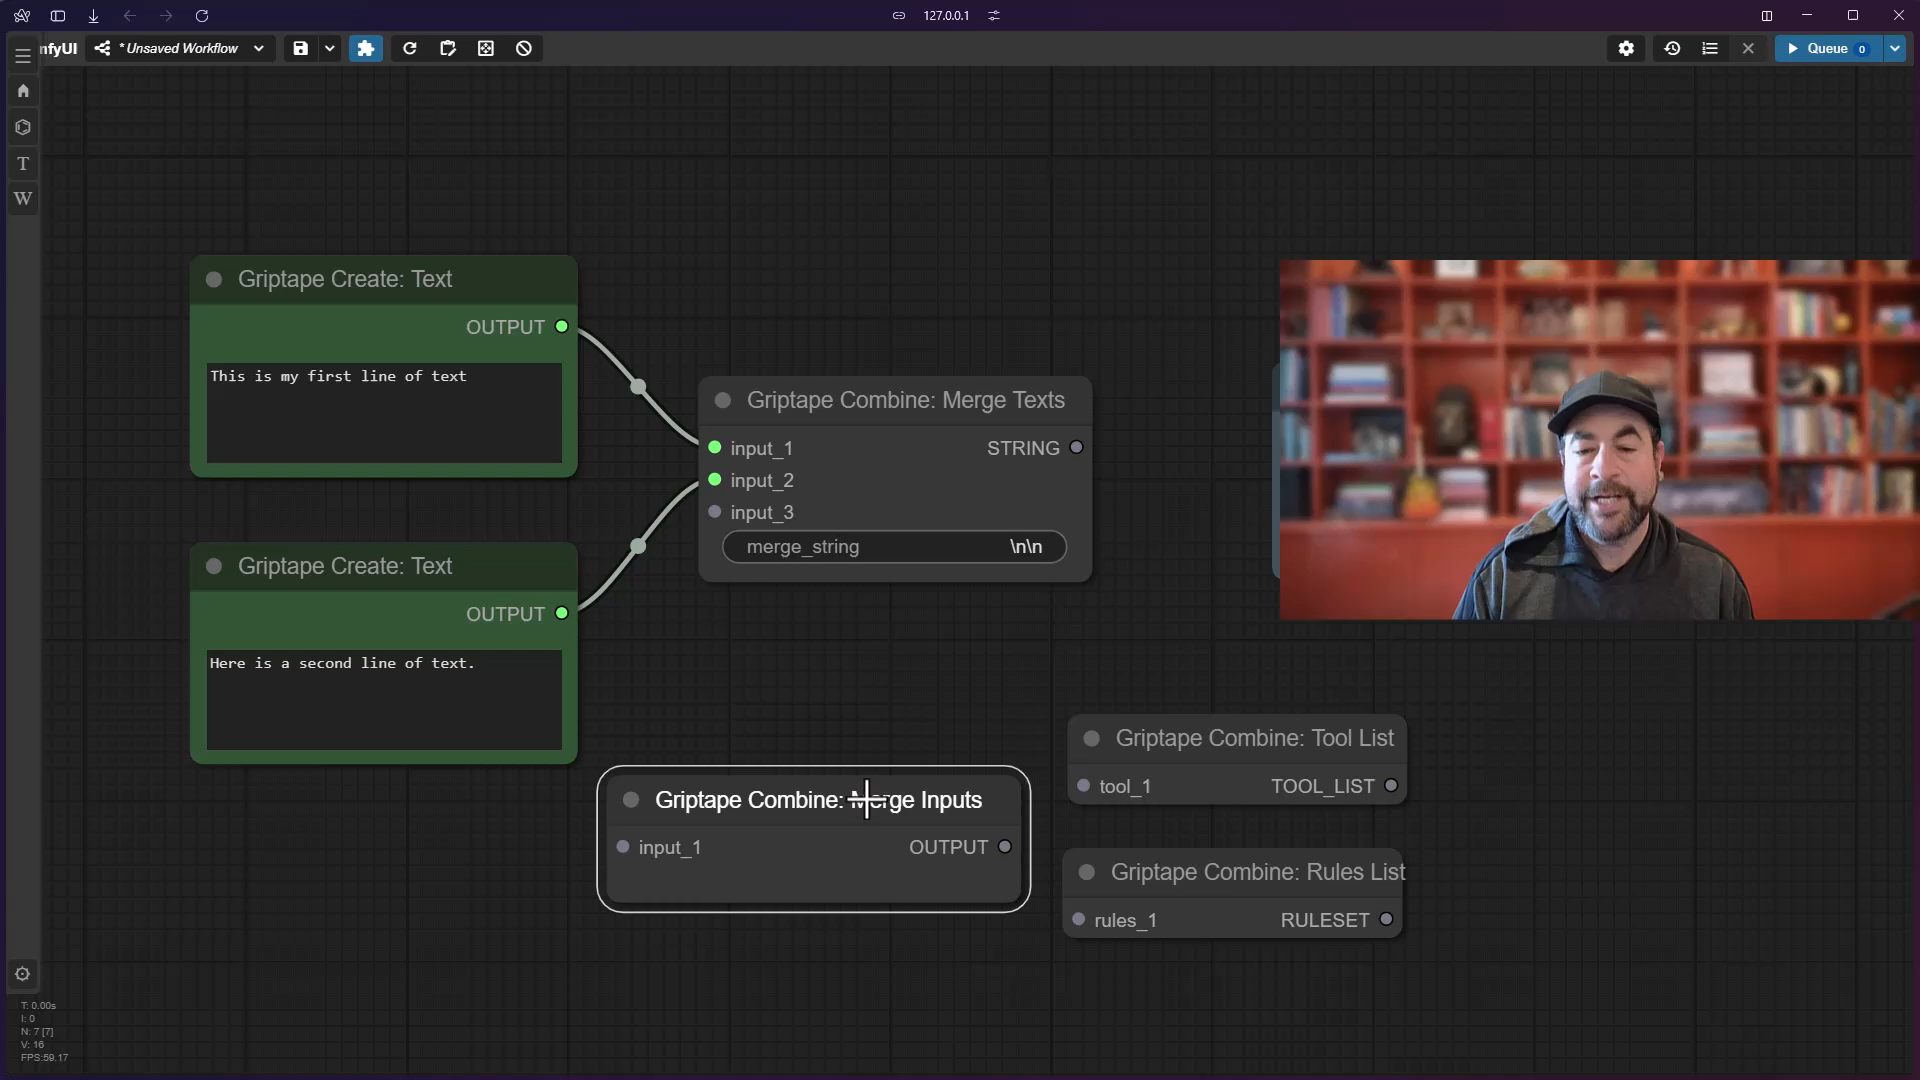 127.0.0.1
nfyUI
* Unsaved Workflow
Queue 0
T
W
Griptape Create: Text
OUTPUT
This is my first line of text
Griptape Combine: Merge Texts
input_1
STRING
input_2
input_3
merge_string
\n\n
Griptape Create: Text
OUTPUT
Here is a second line of text.
Griptape Combine: Tool List
tool_1
TOOL_LIST
Griptape Combine: Merge Inputs
input_1
OUTPUT
Griptape Combine: Rules List
rules_1
RULESET
T: 0.00s
I: 0
N: 7 [7]
V: 16
FPS:59.17